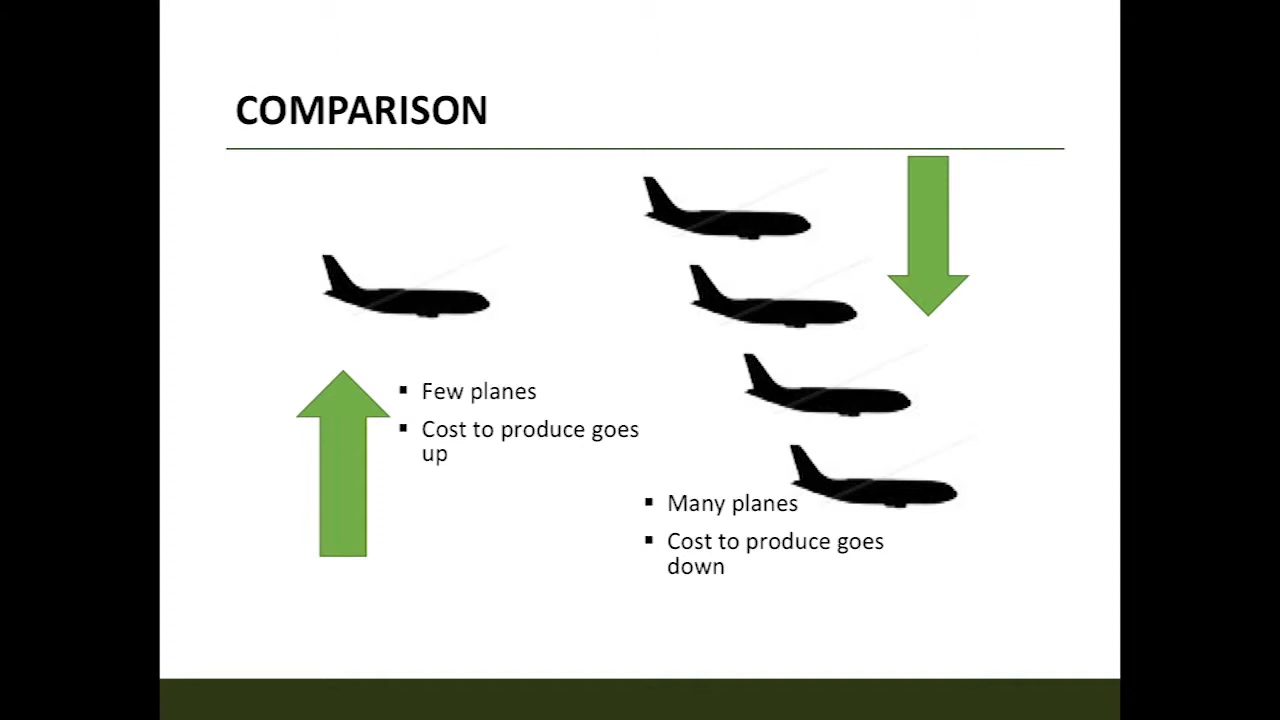 COMPARISON
Few planes
Cost to produce goes
up
Many planes
Cost to produce goes
down